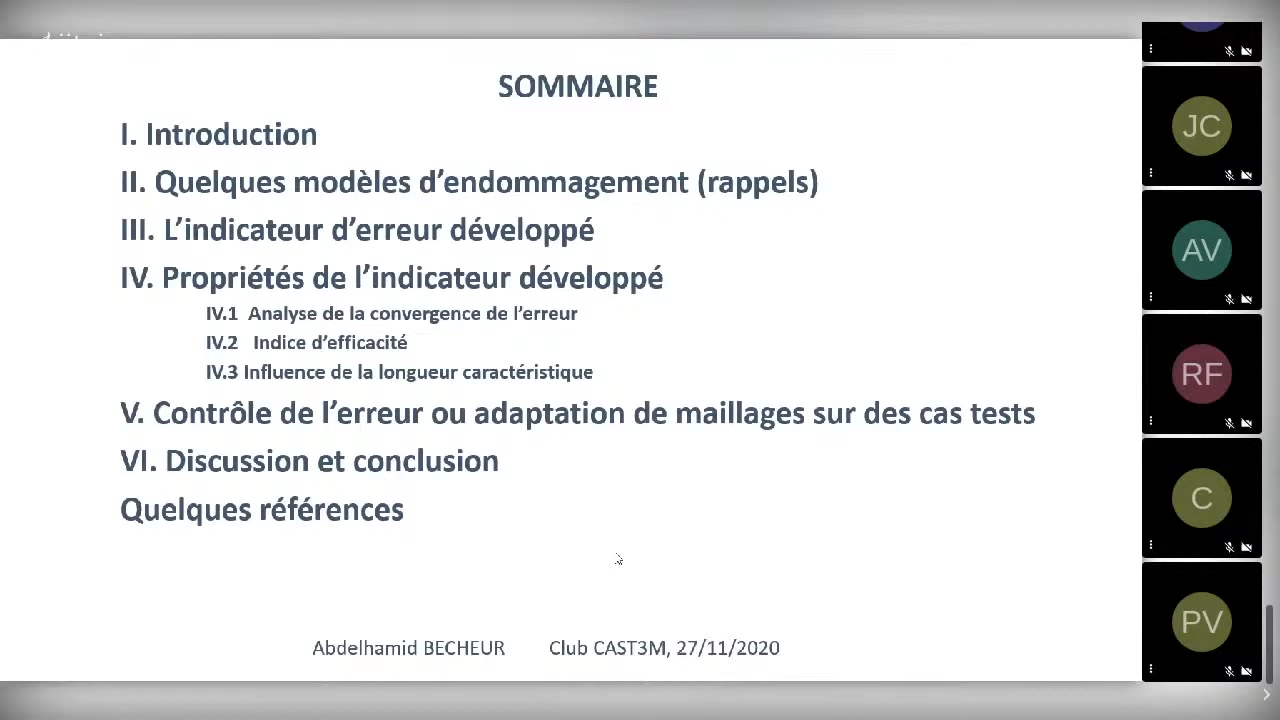 SOMMAIRE
I. Introduction
II. Quelques modèles d’endommagement (rappels)
III. L’indicateur d’erreur développé
IV. Propriétés de l’indicateur développé
IV.1 Analyse de la convergence de l’erreur
IV.2 Indice d’efficacité
IV.3 Influence de la longueur caractéristique
V. Contrôle de l’erreur ou adaptation de maillages sur des cas tests
VI. Discussion et conclusion
Quelques références
Abdelhamid BECHEUR Club CAST3M, 27/11/2020
JC
AV
RF
C
PV